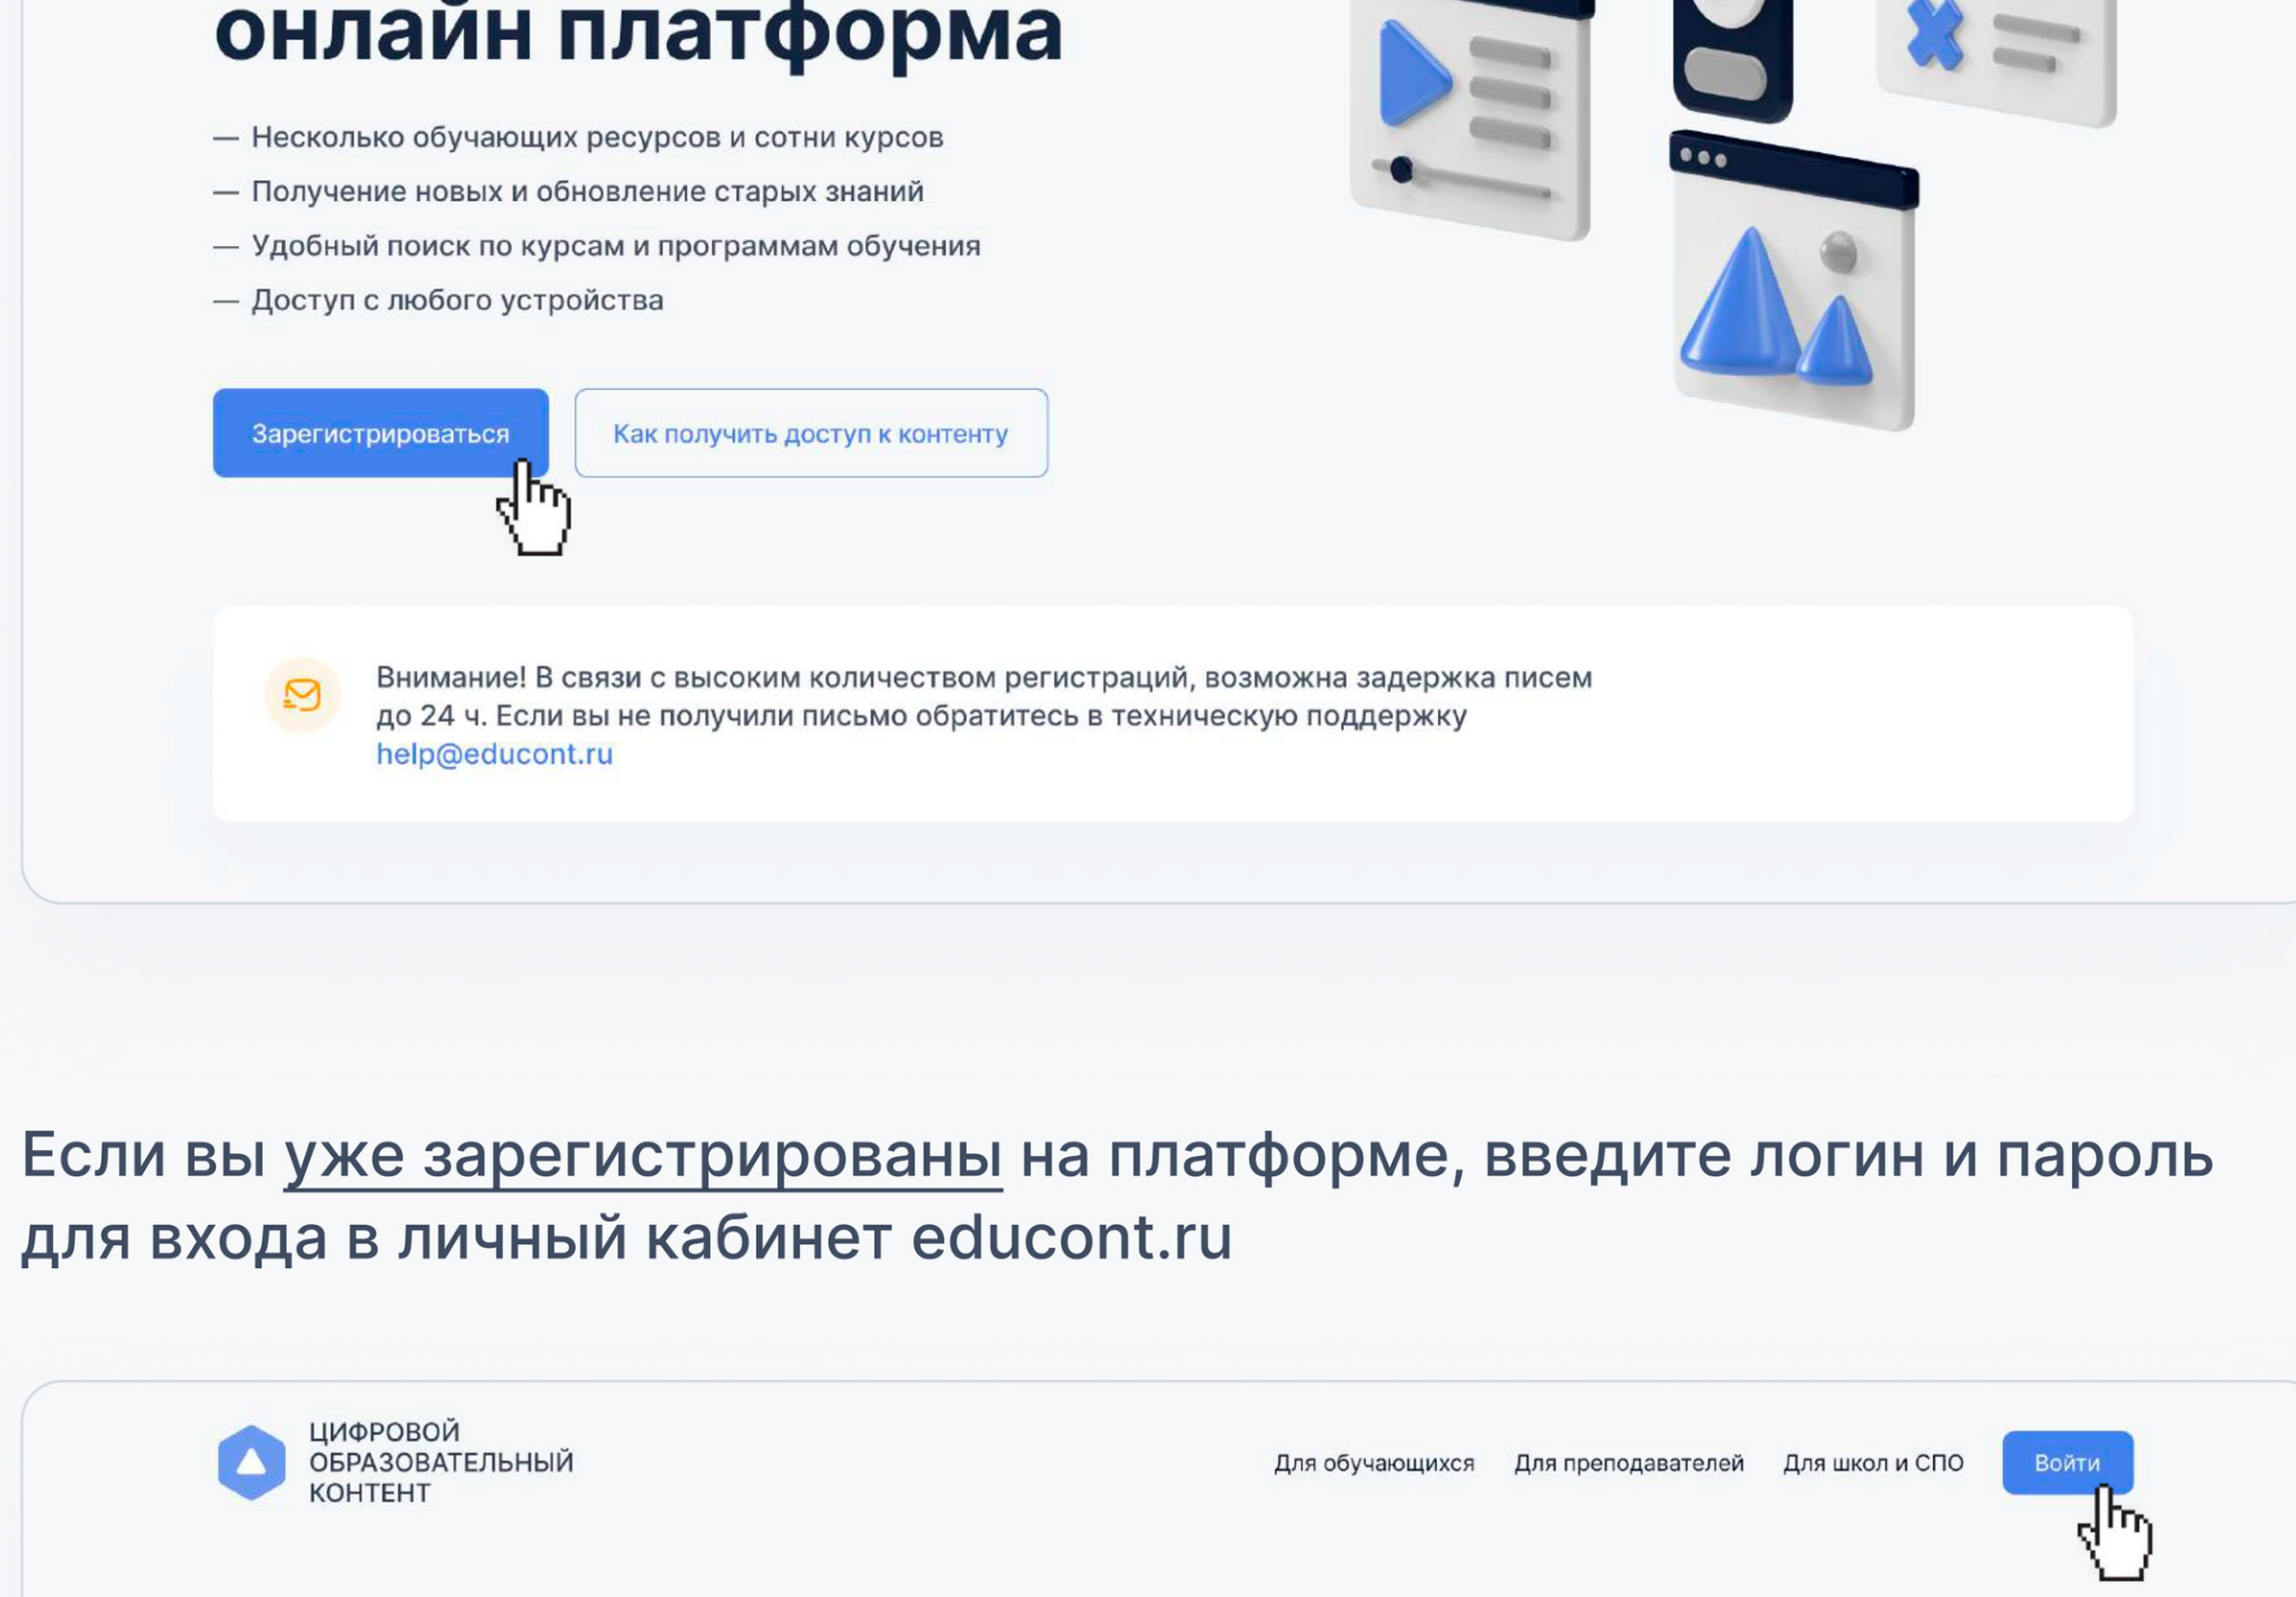 онлайн платформа
— Несколько обучающих ресурсов и сотни курсов
— Получение новых и обновление старых знаний
— Удобный поиск по курсам и программам обучения
— Доступ с любого устройства
Зарегистрироваться
Как получить доступ к контенту
Внимание! В связи с высоким количеством регистраций, возможна задержка писем
до 24 ч. Если вы не получили письмо обратитесь в техническую поддержку
help@educont.ru
Если вы уже зарегистрированы на платформе, введите логин и пароль
для входа в личный кабинет educont.ru
ЦИФРОВОЙ
ОБРАЗОВАТЕЛЬНЫЙ
КОНТЕНТ
Для обучающихся
Для преподавателей
Для школ и СПО
Войти